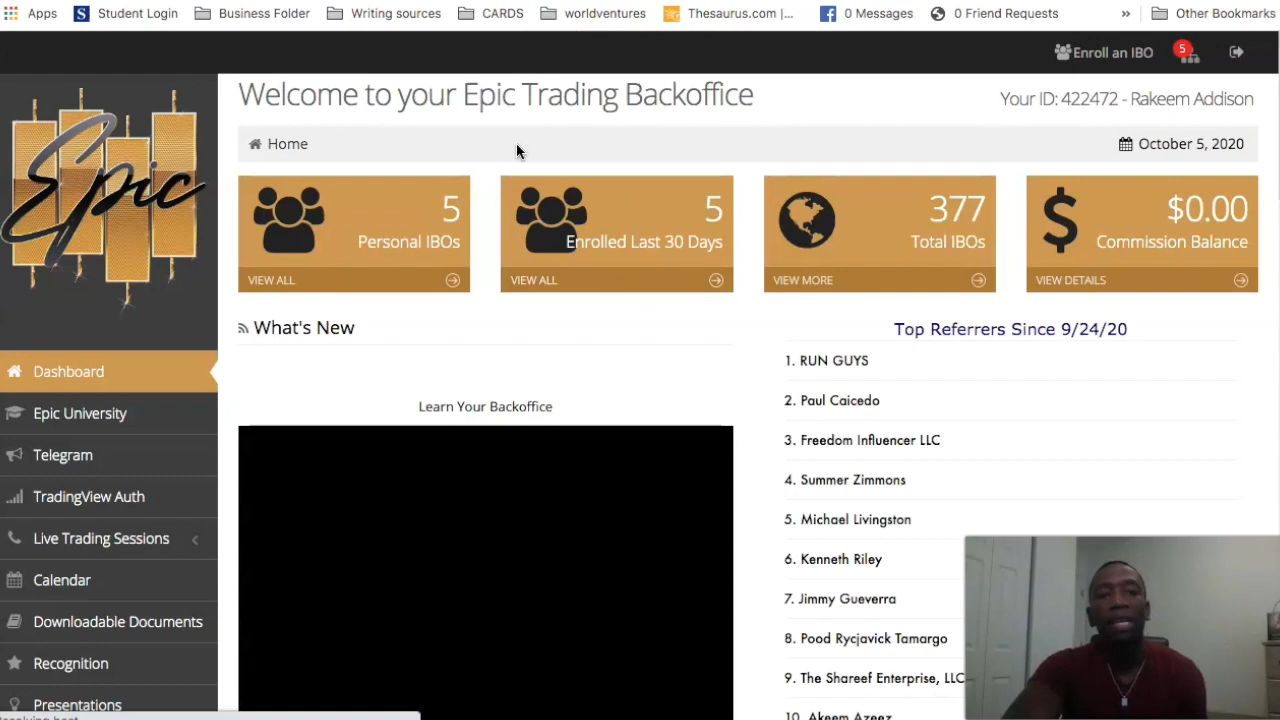 Apps Student Login Business Folder Writing sources CARDS worldventures Thesaurus.com |... 0 Messages 0 Friend Requests » Other Bookmarks
Enroll an IBO 5
Epic
Welcome to your Epic Trading Backoffice
Your ID: 422472 - Rakeem Addison
Home
October 5, 2020
5
Personal IBOs
VIEW ALL
5
Enrolled Last 30 Days
VIEW ALL
377
Total IBOs
VIEW MORE
$0.00
Commission Balance
VIEW DETAILS
Dashboard
Epic University
Telegram
TradingView Auth
Live Trading Sessions
Calendar
Downloadable Documents
Recognition
Presentations
What's New
Learn Your Backoffice
Top Referrers Since 9/24/20
1. RUN GUYS
2. Paul Caicedo
3. Freedom Influencer LLC
4. Summer Zimmons
5. Michael Livingston
6. Kenneth Riley
7. Jimmy Gueverra
8. Pood Rycjavick Tamargo
9. The Shareef Enterprise, LLC
10. Akeem Azeez